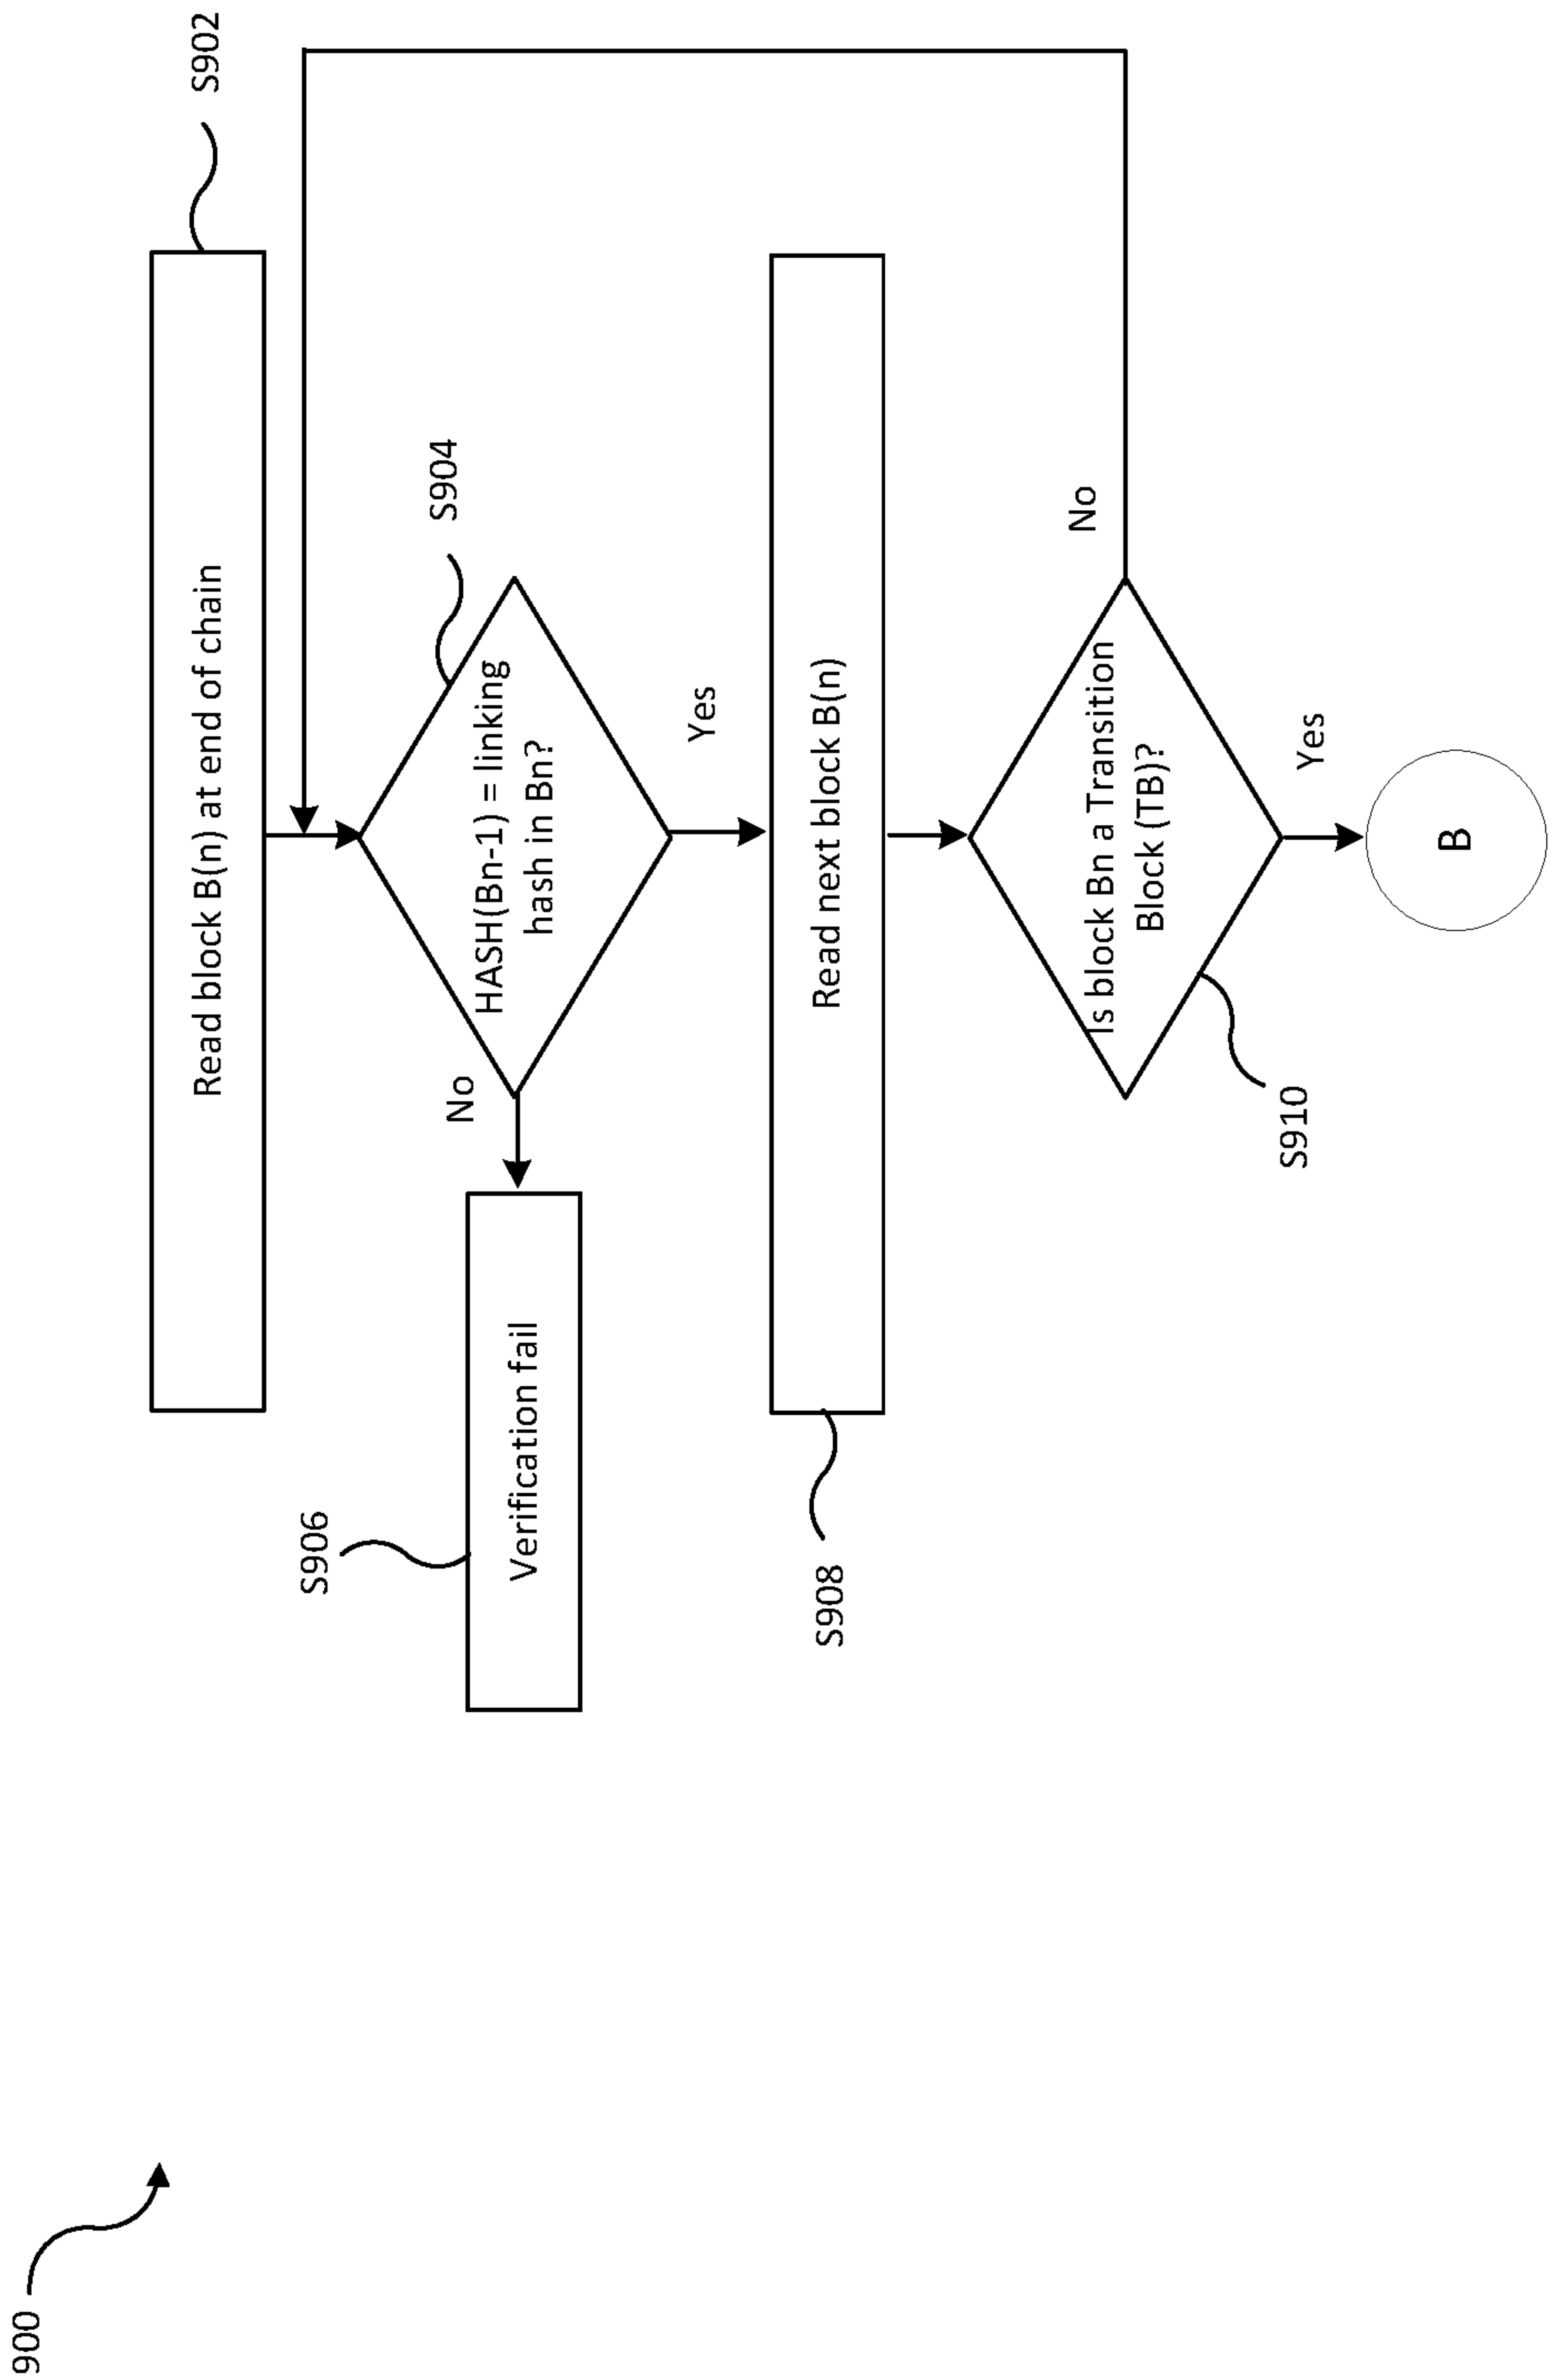 900
Read block B(n) at end of chain
S902
HASH(Bn-1) = linking
hash in Bn?
S904
No
Verification fail
S906
Yes
Read next block B(n)
S908
Is block Bn a Transition
Block (TB)?
No
S910
Yes
B